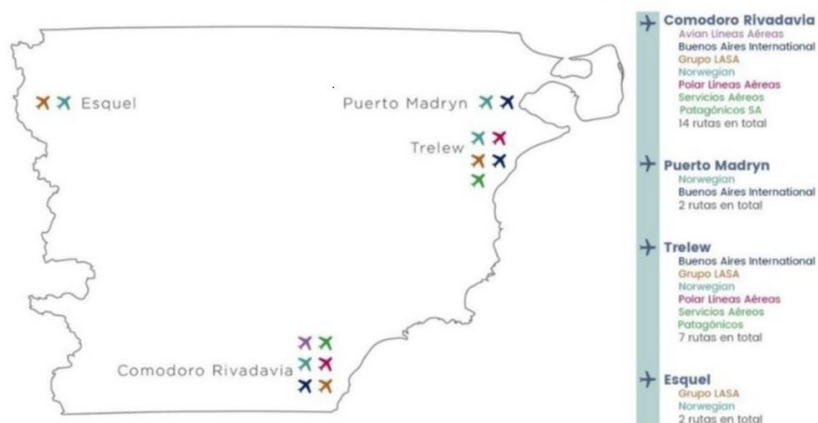 Esquel
Puerto Madryn
Trelew
Comodoro Rivadavia
Comodoro Rivadavia
Avian Líneas Aéreas
Buenos Aires International
Grupo LASA
Norwegian
Polar Líneas Aéreas
Servicios Aéreos
Patagónicos SA
14 rutas en total
Puerto Madryn
Norwegian
Buenos Aires International
2 rutas en total
Trelew
Buenos Aires International
Grupo LASA
Norwegian
Polar Líneas Aéreas
Servicios Aéreos
Patagónicos
7 rutas en total
Esquel
Grupo LASA
Norwegian
2 rutas en total